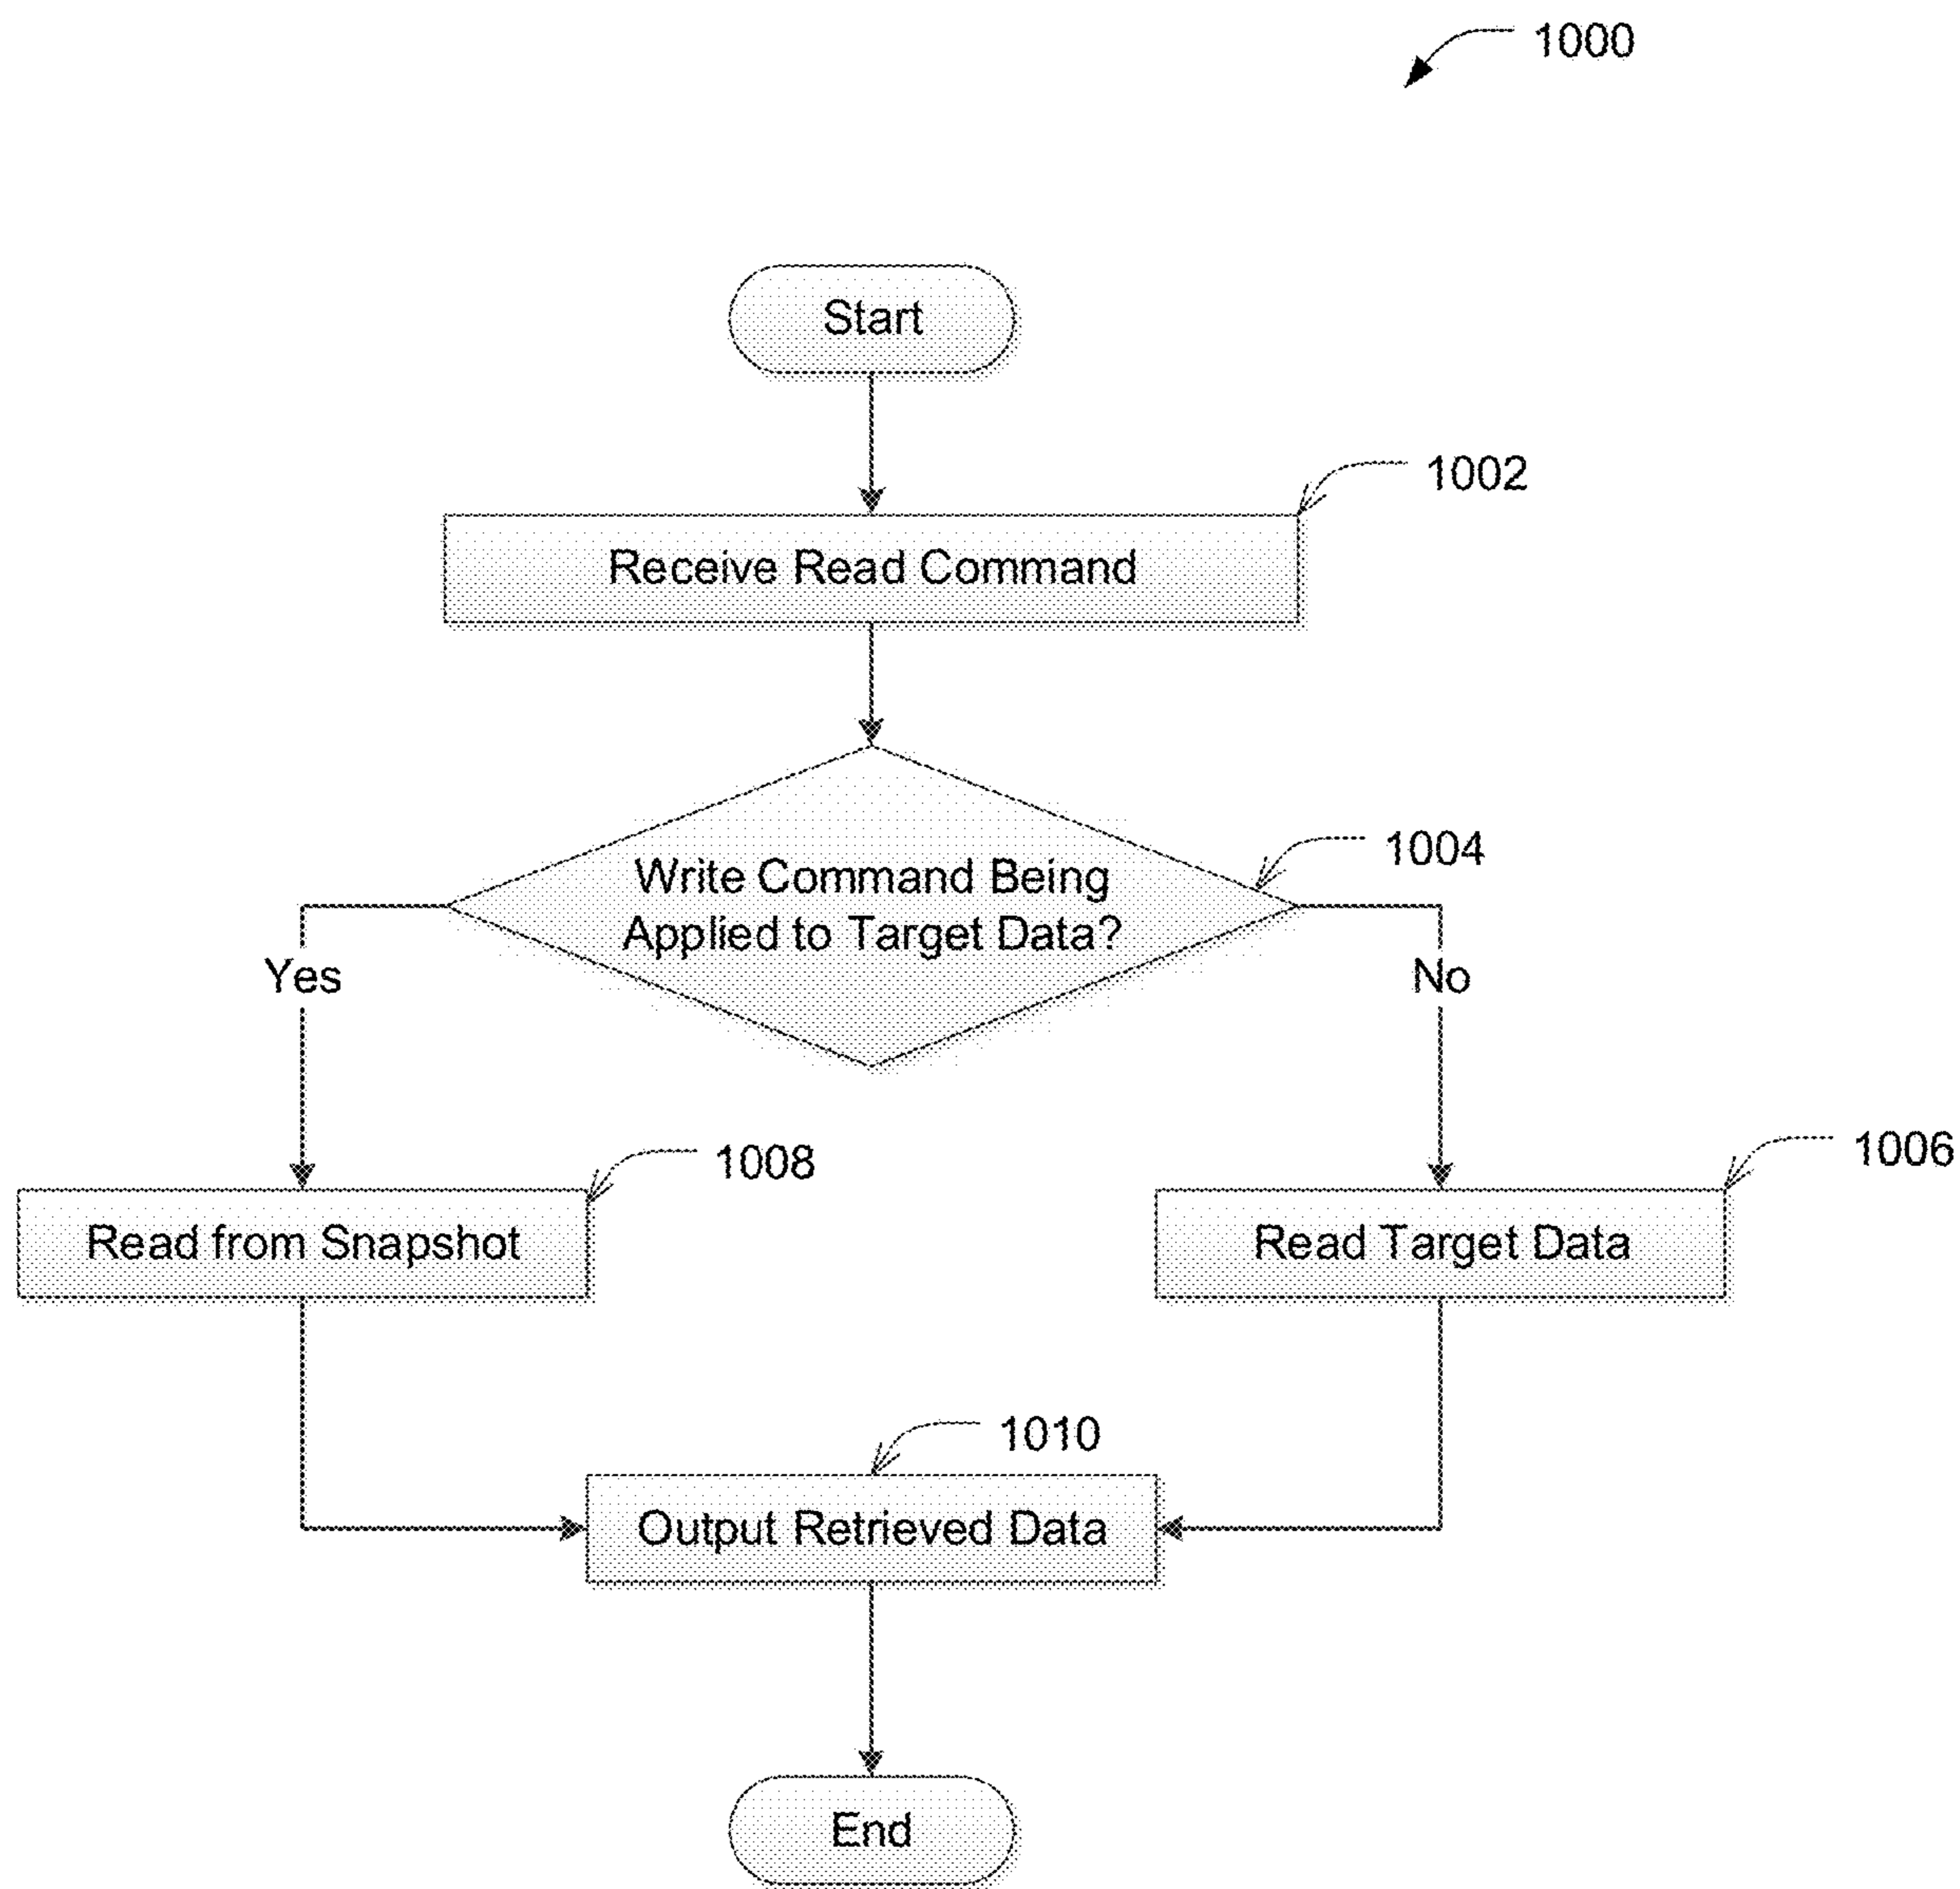 1000
Start
1002
Receive Read Command
1004
Write Command Being
Applied to Target Data?
Yes
No
1008
1006
Read from Snapshot
Read Target Data
1010
Output Retrieved Data
End